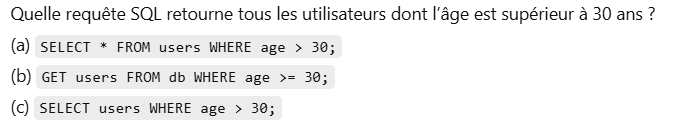 Quelle requête SQL retourne tous les utilisateurs dont l’âge est supérieur à 30 ans ?
(a) SELECT * FROM users WHERE age > 30;
(b) GET users FROM db WHERE age >= 30;
(c) SELECT users WHERE age > 30;